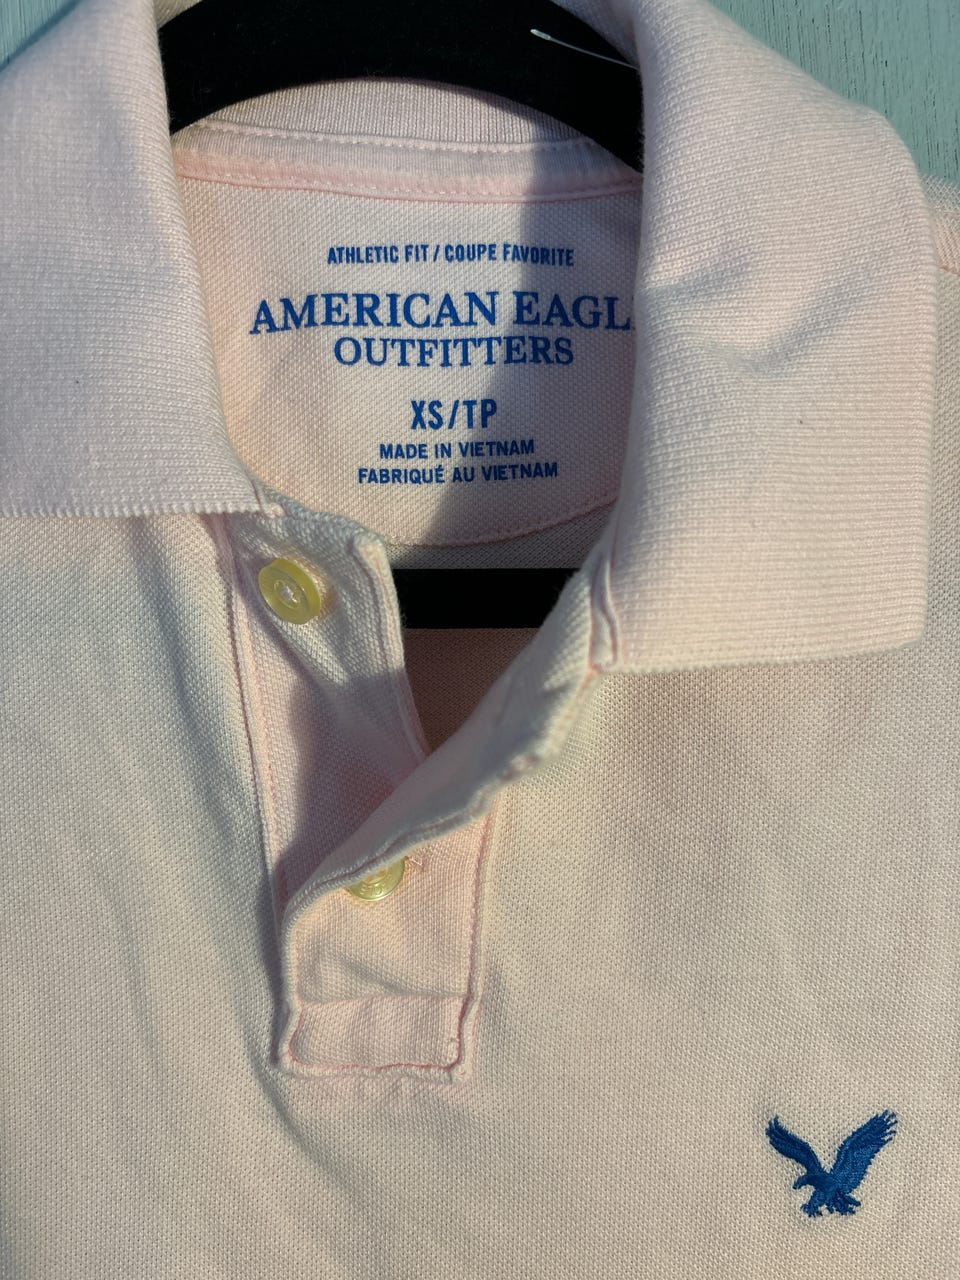 ATHLETIC FIT / COUPE FAVORITE
AMERICAN EAGL
OUTFITTERS
XS/TP
MADE IN VIETNAM
FABRIQUÉ AU VIETNAM